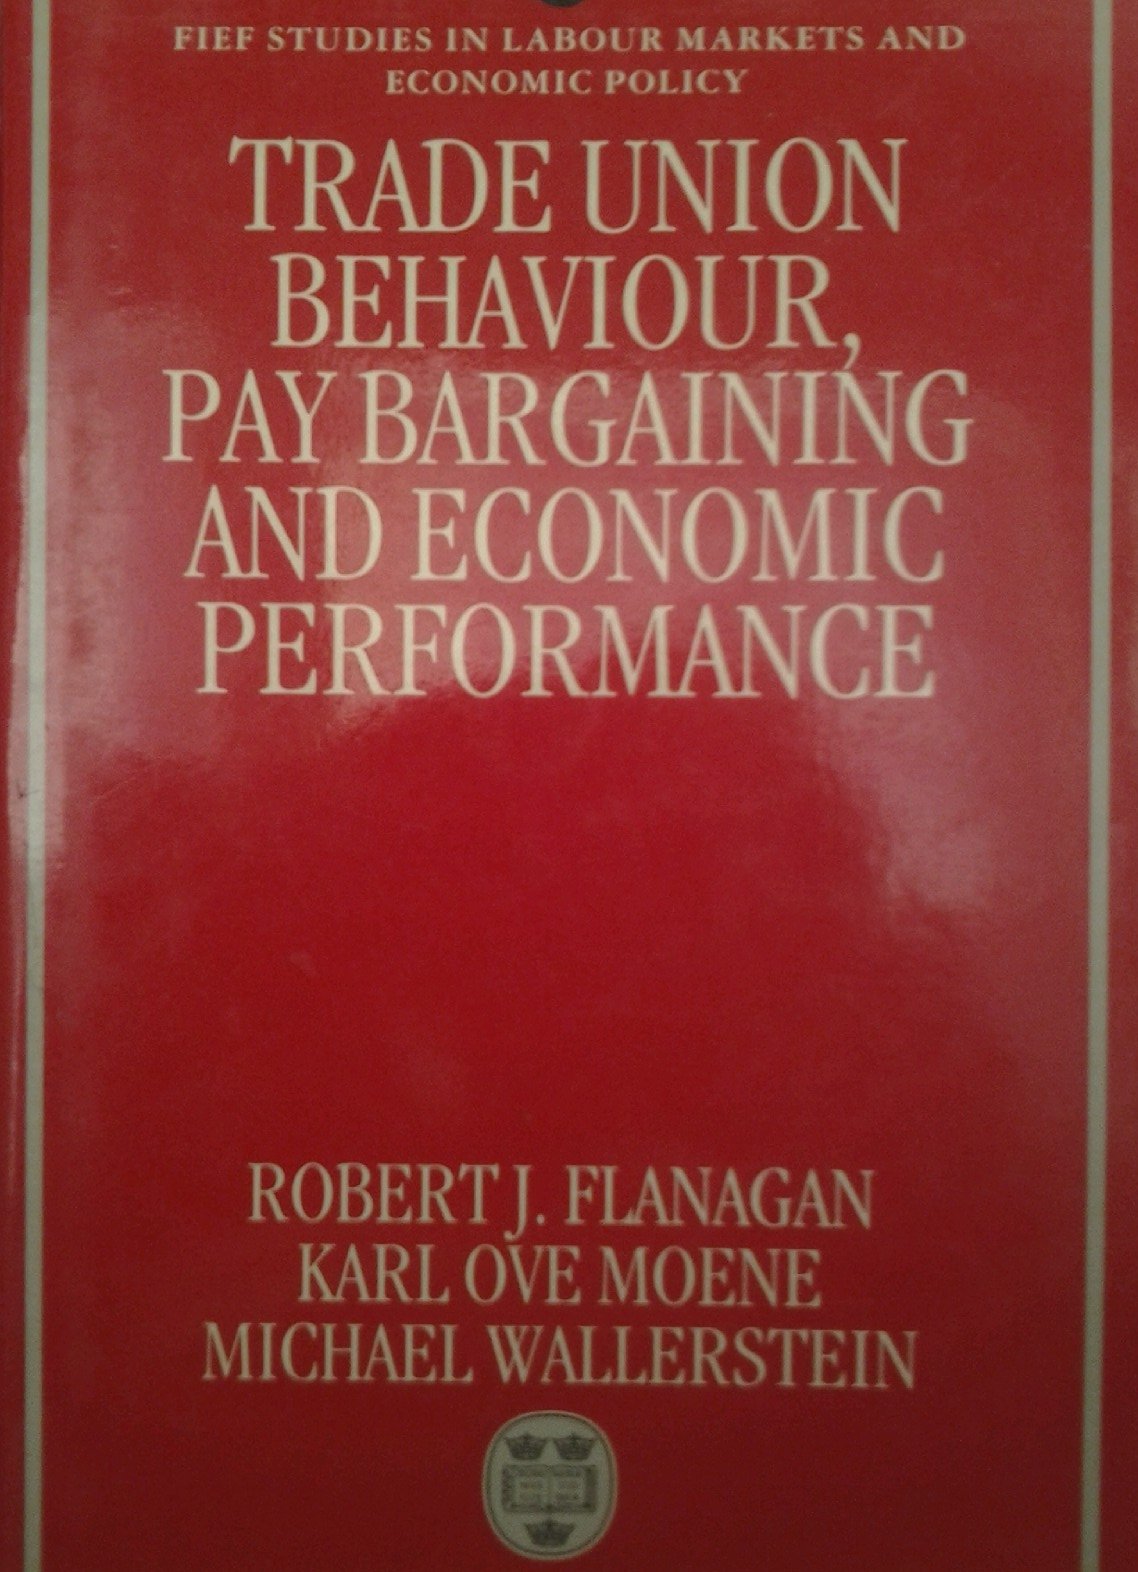 FIEF STUDIES IN LABOUR MARKETS AND
ECONOMIC POLICY
TRADE UNION
BEHAVIOUR,
PAY BARGAINING
AND ECONOMIC
PERFORMANCE
ROBERT J. FLANAGAN
KARL OVE MOENE
MICHAEL WALLERSTEIN